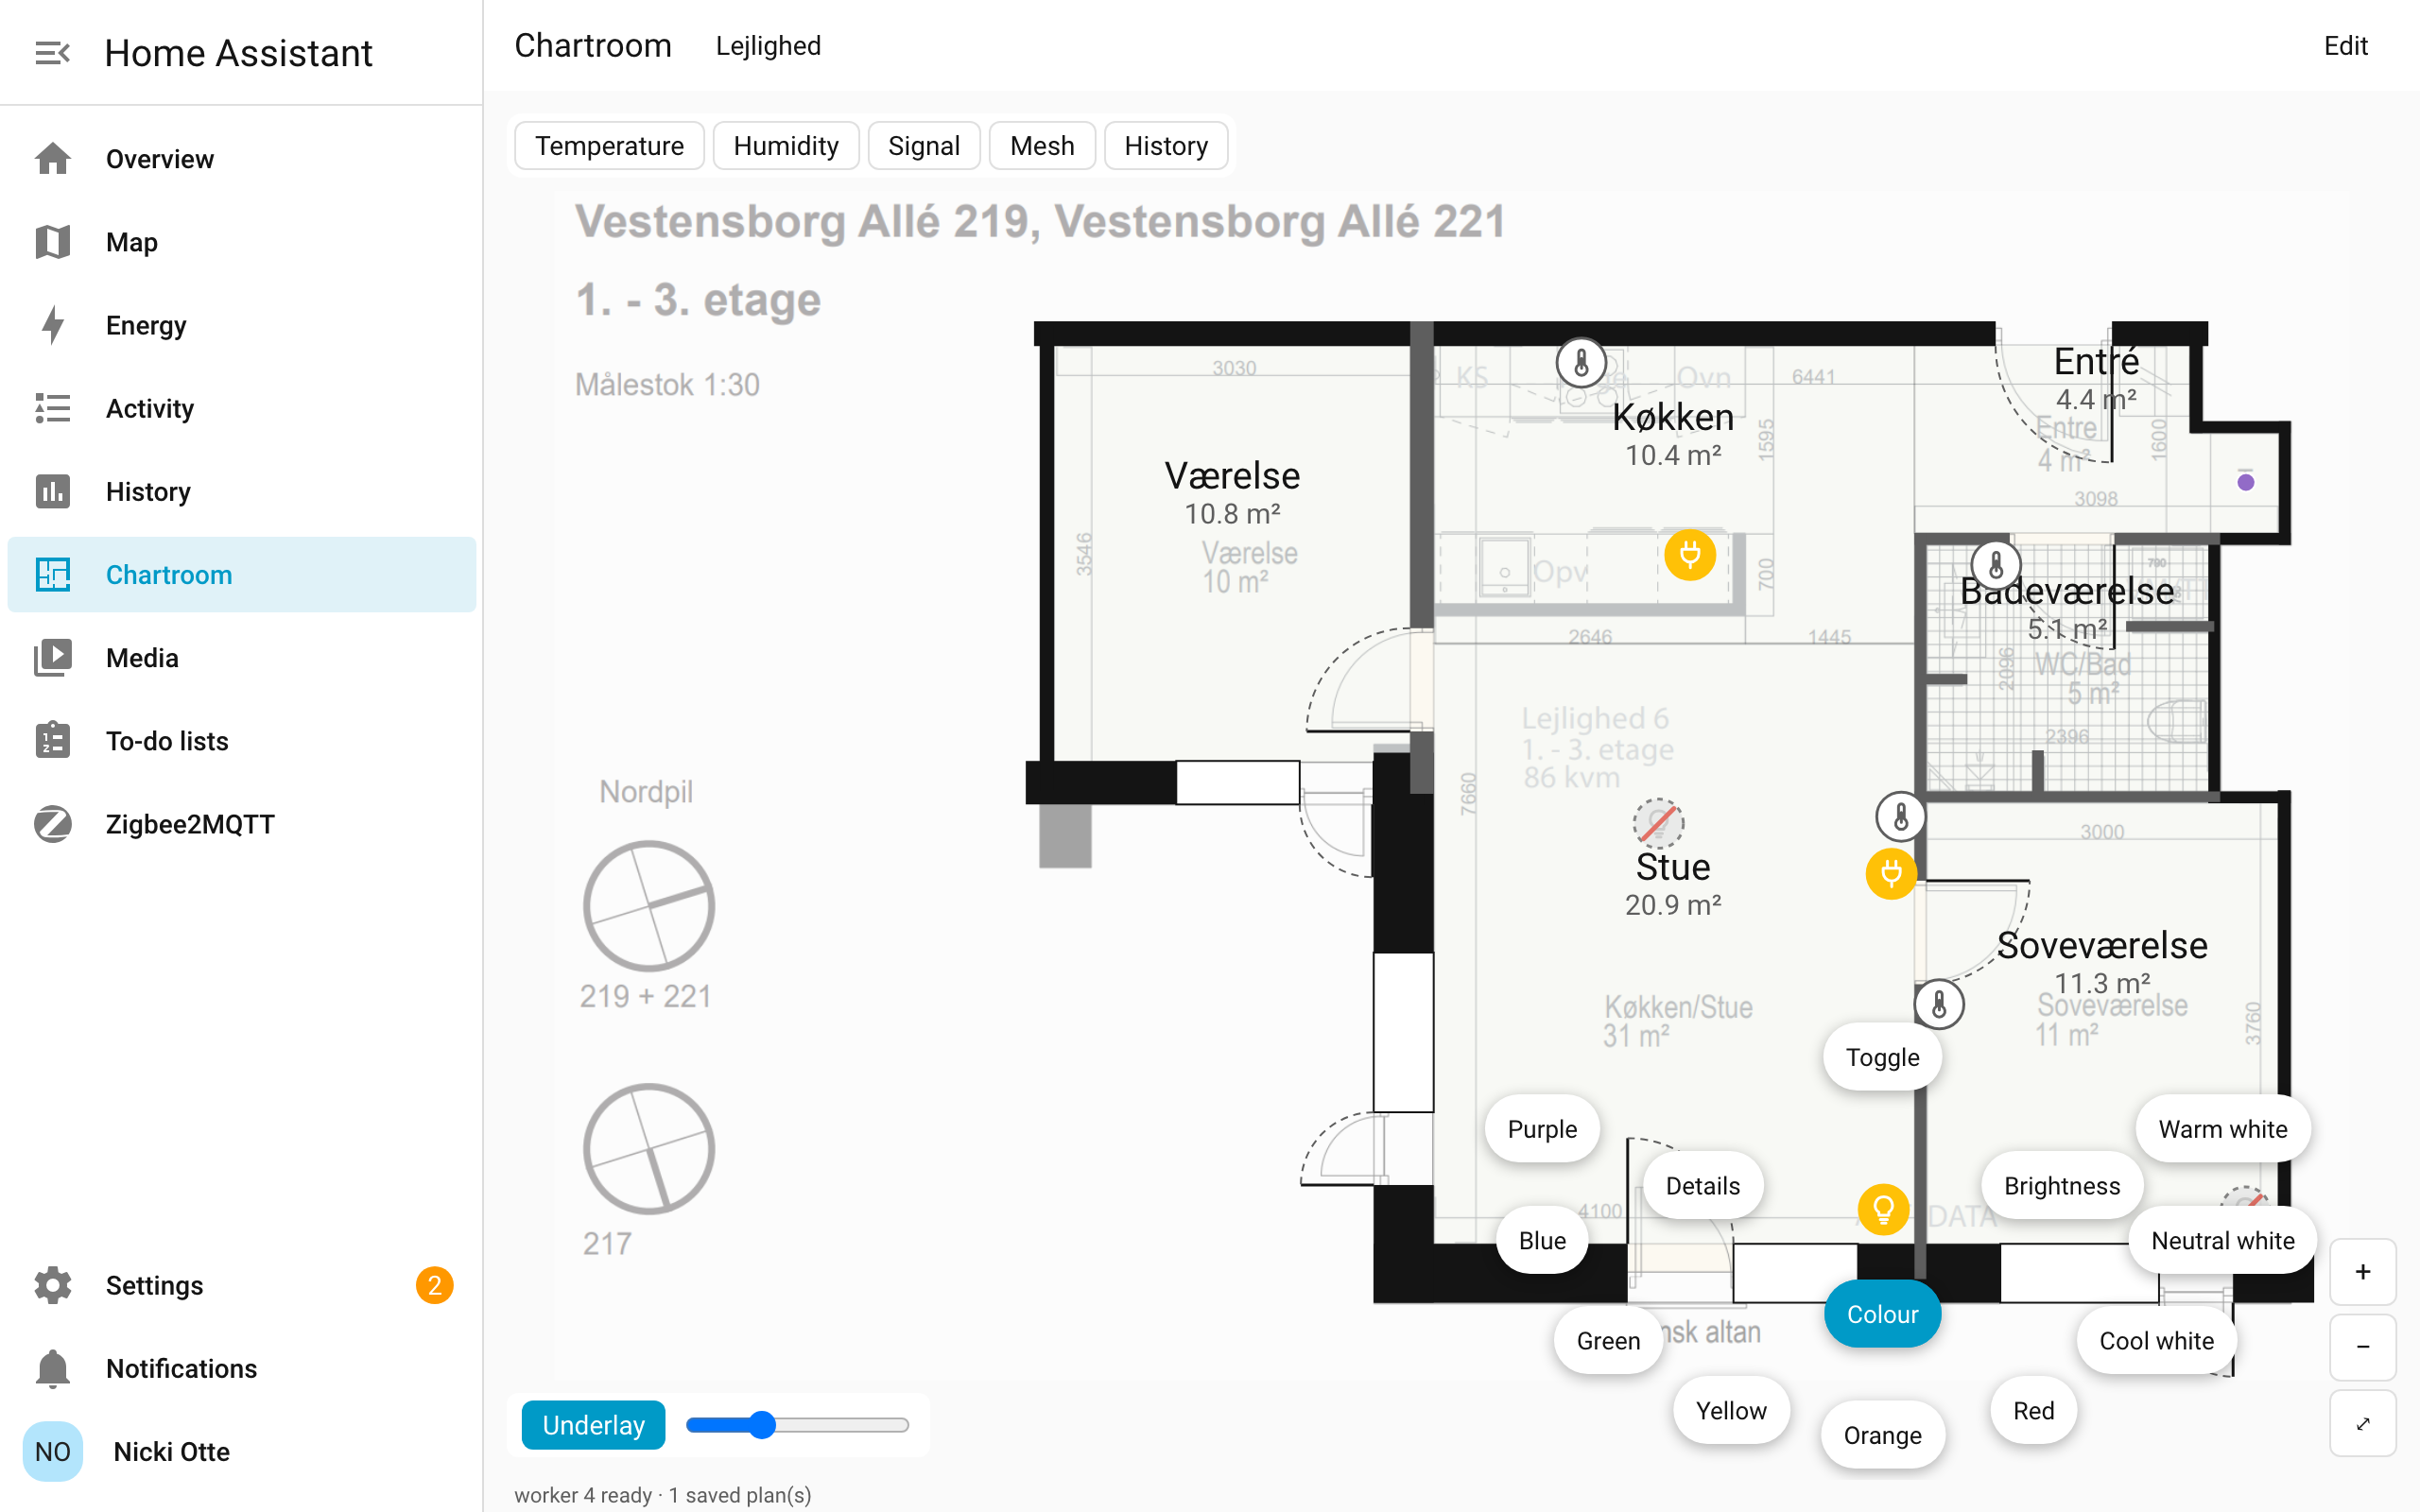 Home Assistant
Overview
Map
Energy
Activity
History
Chartroom
Media
To-do lists
Zigbee2MQTT
Settings
2
Notifications
NO
Nicki Otte
Chartroom
Lejlighed
Edit
Temperature
Humidity
Signal
Mesh
History
Vestensborg Allé 219, Vestensborg Allé 221
1. - 3. etage
Målestok 1:30
Nordpil
219 + 221
217
3030
Værelse
10.8 m²
3546
Værelse
10 m²
KS
Ovn
6441
Køkken
10.4 m²
1595
Opv
700
2646
1445
Entré
4.4 m²
Entre
4 m²
1600
3098
Badeværelse
5.1 m²
700
2096
WC/Bad
5 m²
2396
Lejlighed 6
1. - 3. etage
86 kvm
7660
Stue
20.9 m²
Køkken/Stue
31 m²
3000
Soveværelse
11.3 m²
Soveværelse
11 m²
3760
Toggle
Purple
Warm white
Details
Brightness
4100
DATA
Blue
Neutral white
Colour
Green
nsk altan
Cool white
Yellow
Orange
Red
+
−
Underlay
worker 4 ready · 1 saved plan(s)